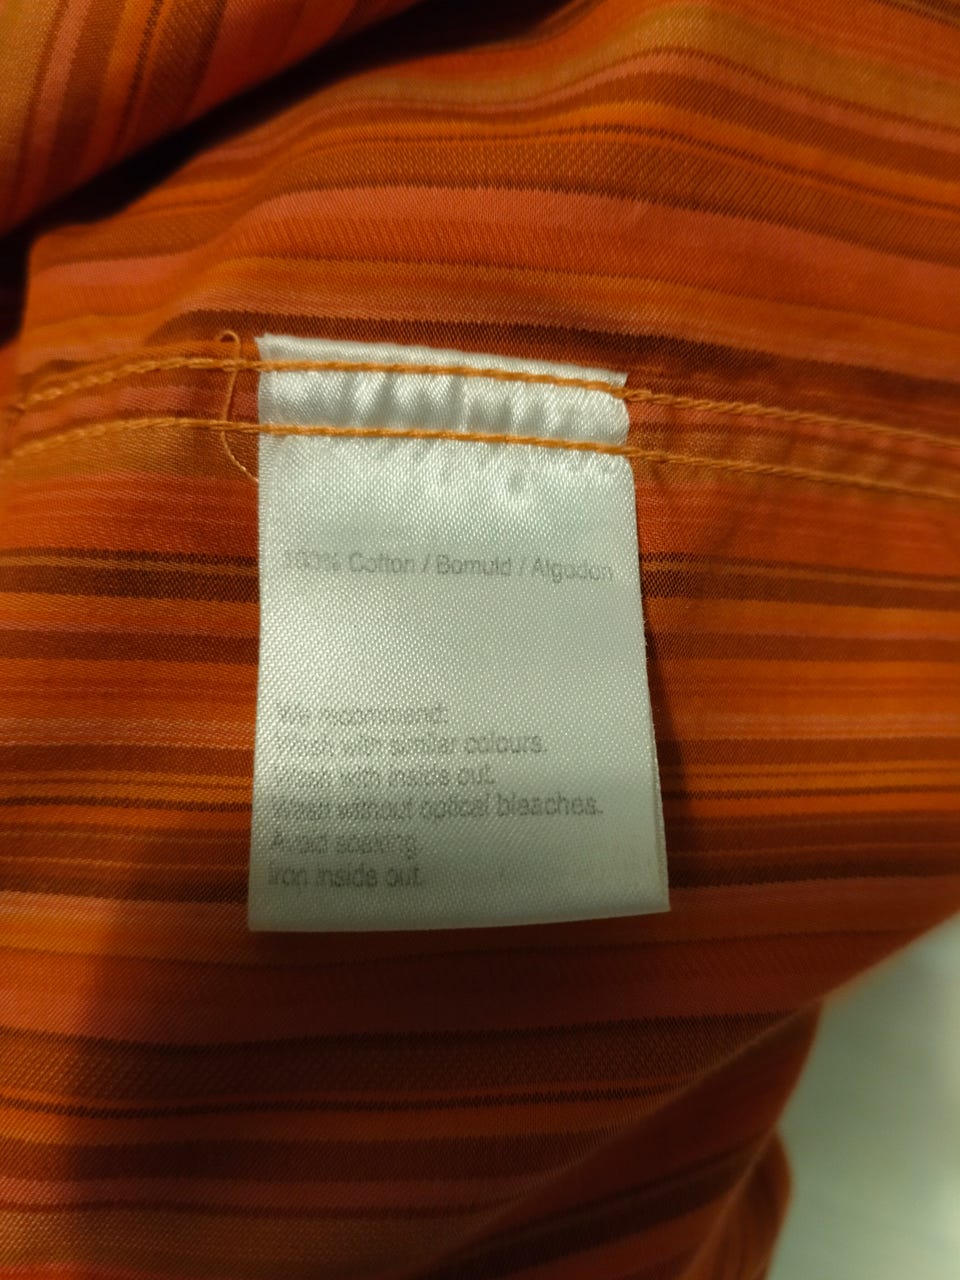 100% Cotton / Bomuld / Algodon
We recommend:
Wash with similar colours.
Wash with inside out.
Wash without optical bleaches.
Avoid soaking
Iron inside out.